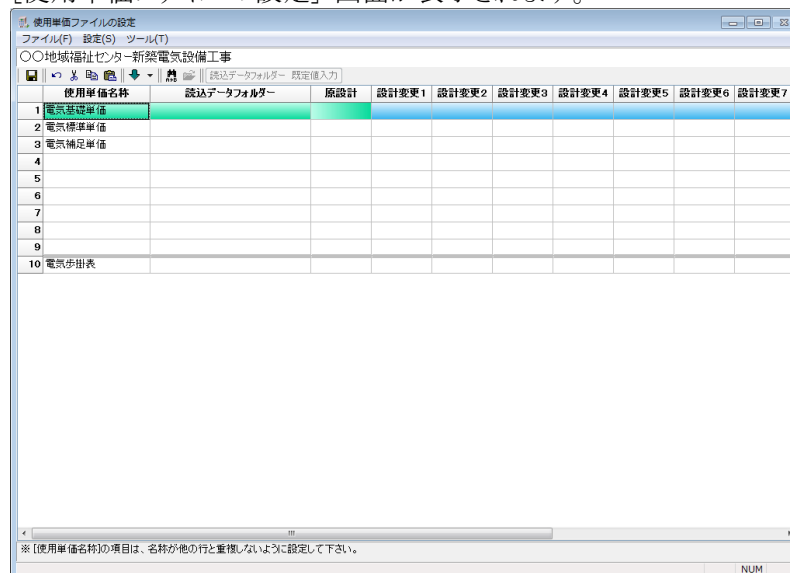 使用単価ファイルの設定
ファイル(F) 設定(S) ツール(T)
〇〇地域福祉センター新築電気設備工事
読込データフォルダー 既定値入力
使用単価名称 読込データフォルダー 原設計 設計変更1 設計変更2 設計変更3 設計変更4 設計変更5 設計変更6 設計変更7
1 電気基礎単価
2 電気標準単価
3 電気補足単価
4
5
6
7
8
9
10 電気歩掛表
※ [使用単価名称]の項目は、名称が他の行と重複しないように設定して下さい。
NUM